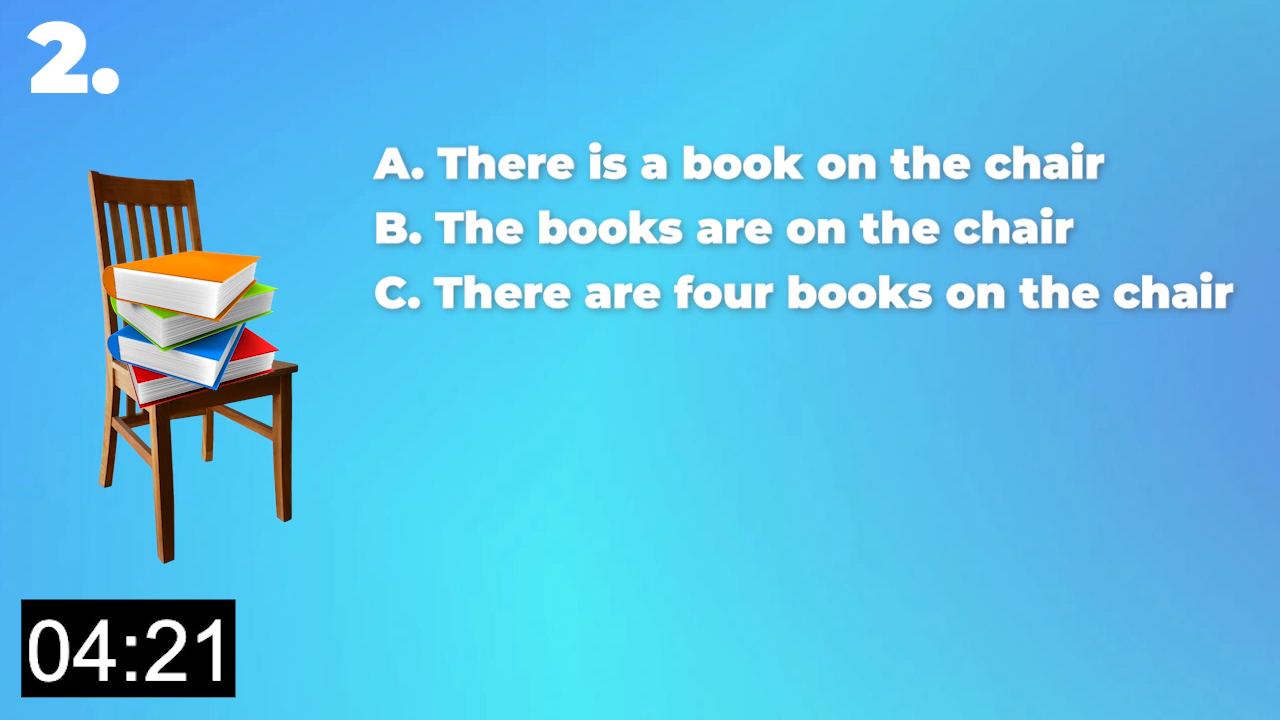 2.
A. There is a book on the chair
B. The books are on the chair
C. There are four books on the chair
04:21